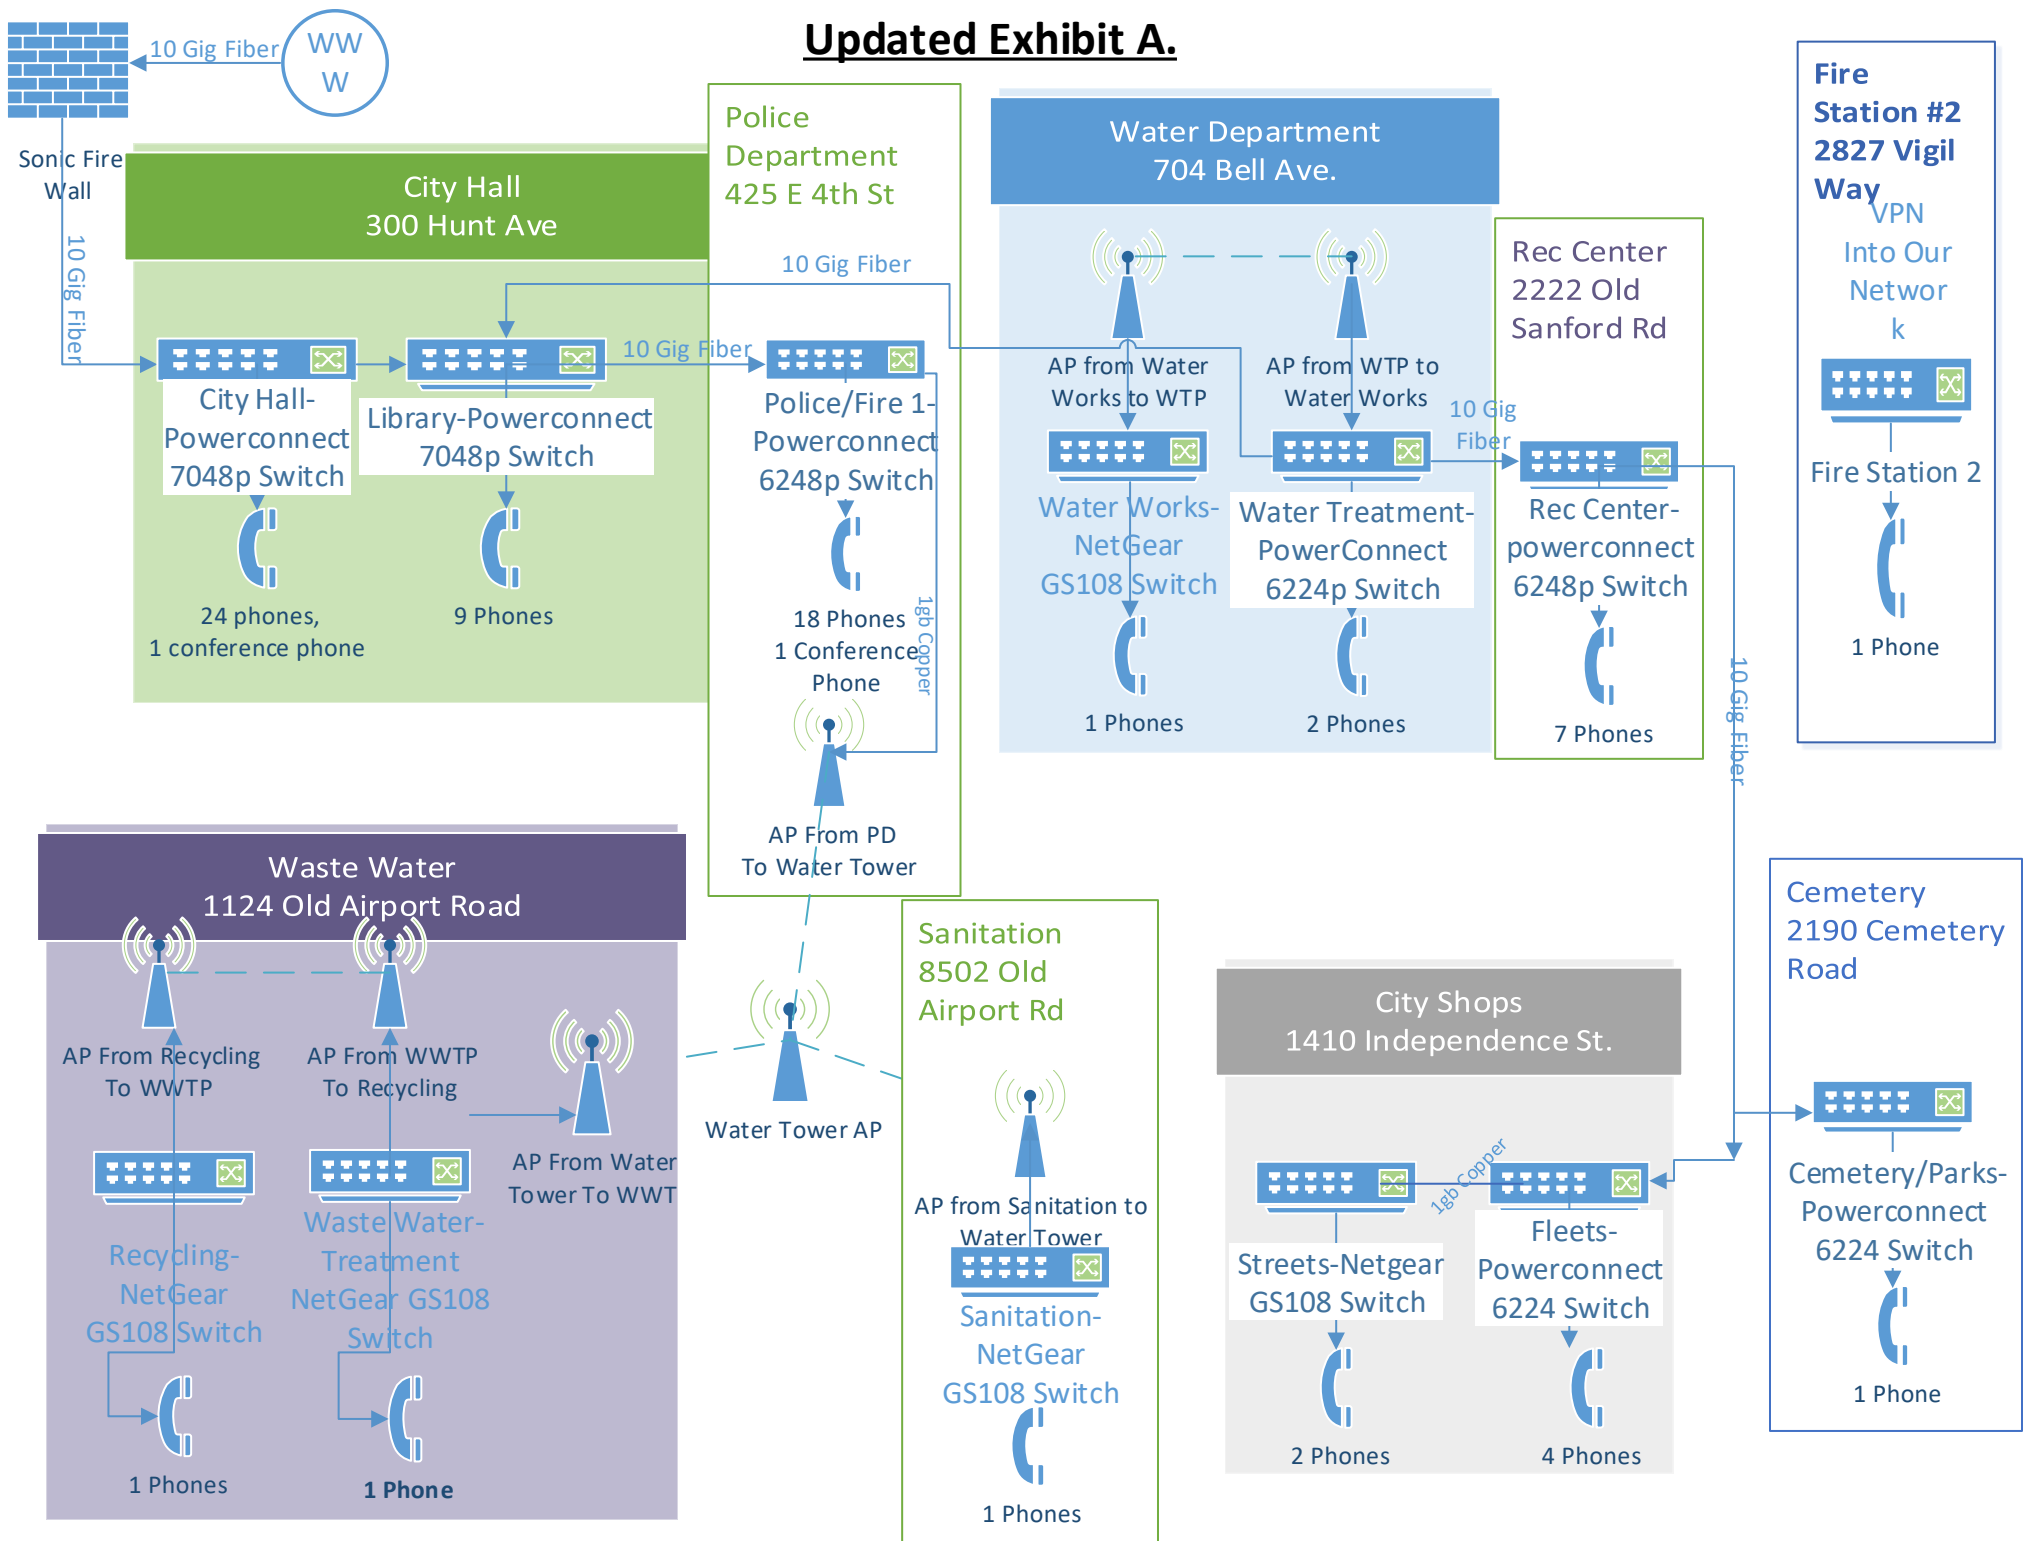 Updated Exhibit A.
10 Gig Fiber
WW
W
Sonic Fire
Wall
10 Gig Fiber
City Hall
300 Hunt Ave
City Hall-
Powerconnect
7048p Switch
24 phones,
1 conference phone
Library-Powerconnect
7048p Switch
9 Phones
10 Gig Fiber
10 Gig Fiber
Police
Department
425 E 4th St
Police/Fire 1-
Powerconnect
6248p Switch
18 Phones
1 Conference
Phone
1gb Copper
AP From PD
To Water Tower
Water Department
704 Bell Ave.
AP from Water
Works to WTP
AP from WTP to
Water Works
Water Works-
NetGear
GS108 Switch
1 Phones
Water Treatment-
PowerConnect
6224p Switch
2 Phones
10 Gig
Fiber
Rec Center
2222 Old
Sanford Rd
Rec Center-
powerconnect
6248p Switch
7 Phones
10 Gig Fiber
Fire
Station #2
2827 Vigil
Way
VPN
Into Our
Networ
k
Fire Station 2
1 Phone
Waste Water
1124 Old Airport Road
AP From Recycling
To WWTP
AP From WWTP
To Recycling
AP From Water
Tower To WWT
Recycling-
NetGear
GS108 Switch
1 Phones
Waste Water-
Treatment
NetGear GS108
Switch
1 Phone
Water Tower AP
Sanitation
8502 Old
Airport Rd
AP from Sanitation to
Water Tower
Sanitation-
NetGear
GS108 Switch
1 Phones
City Shops
1410 Independence St.
1gb Copper
Streets-Netgear
GS108 Switch
2 Phones
Fleets-
Powerconnect
6224 Switch
4 Phones
Cemetery
2190 Cemetery
Road
Cemetery/Parks-
Powerconnect
6224 Switch
1 Phone